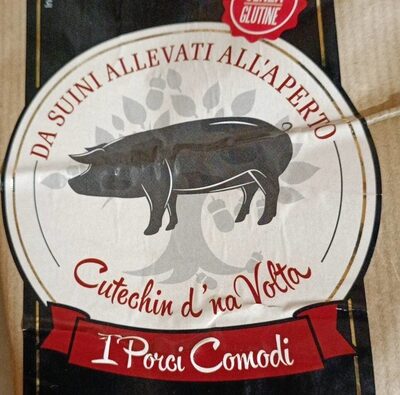 GLUTINE
DA SUINI ALLEVATI ALL'APERTO
Cutechin d'na Volta
I Porci Comodi